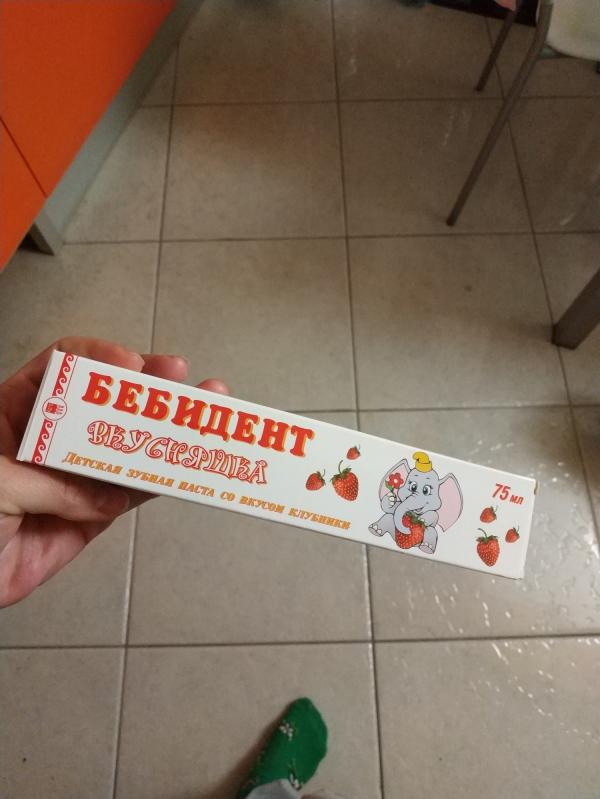 БЕБИДЕНТ
ВКУСНЯШКА
ДЕТСКАЯ ЗУБНАЯ ПАСТА СО ВКУСОМ КЛУБНИКИ
75 МЛ